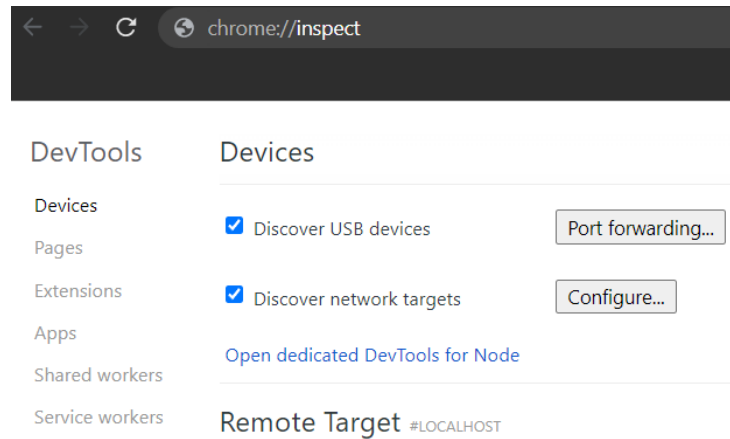 chrome://inspect
DevTools
Devices
Pages
Extensions
Apps
Shared workers
Service workers
Devices
Discover USB devices
Port forwarding...
Discover network targets
Configure...
Open dedicated DevTools for Node
Remote Target #LOCALHOST